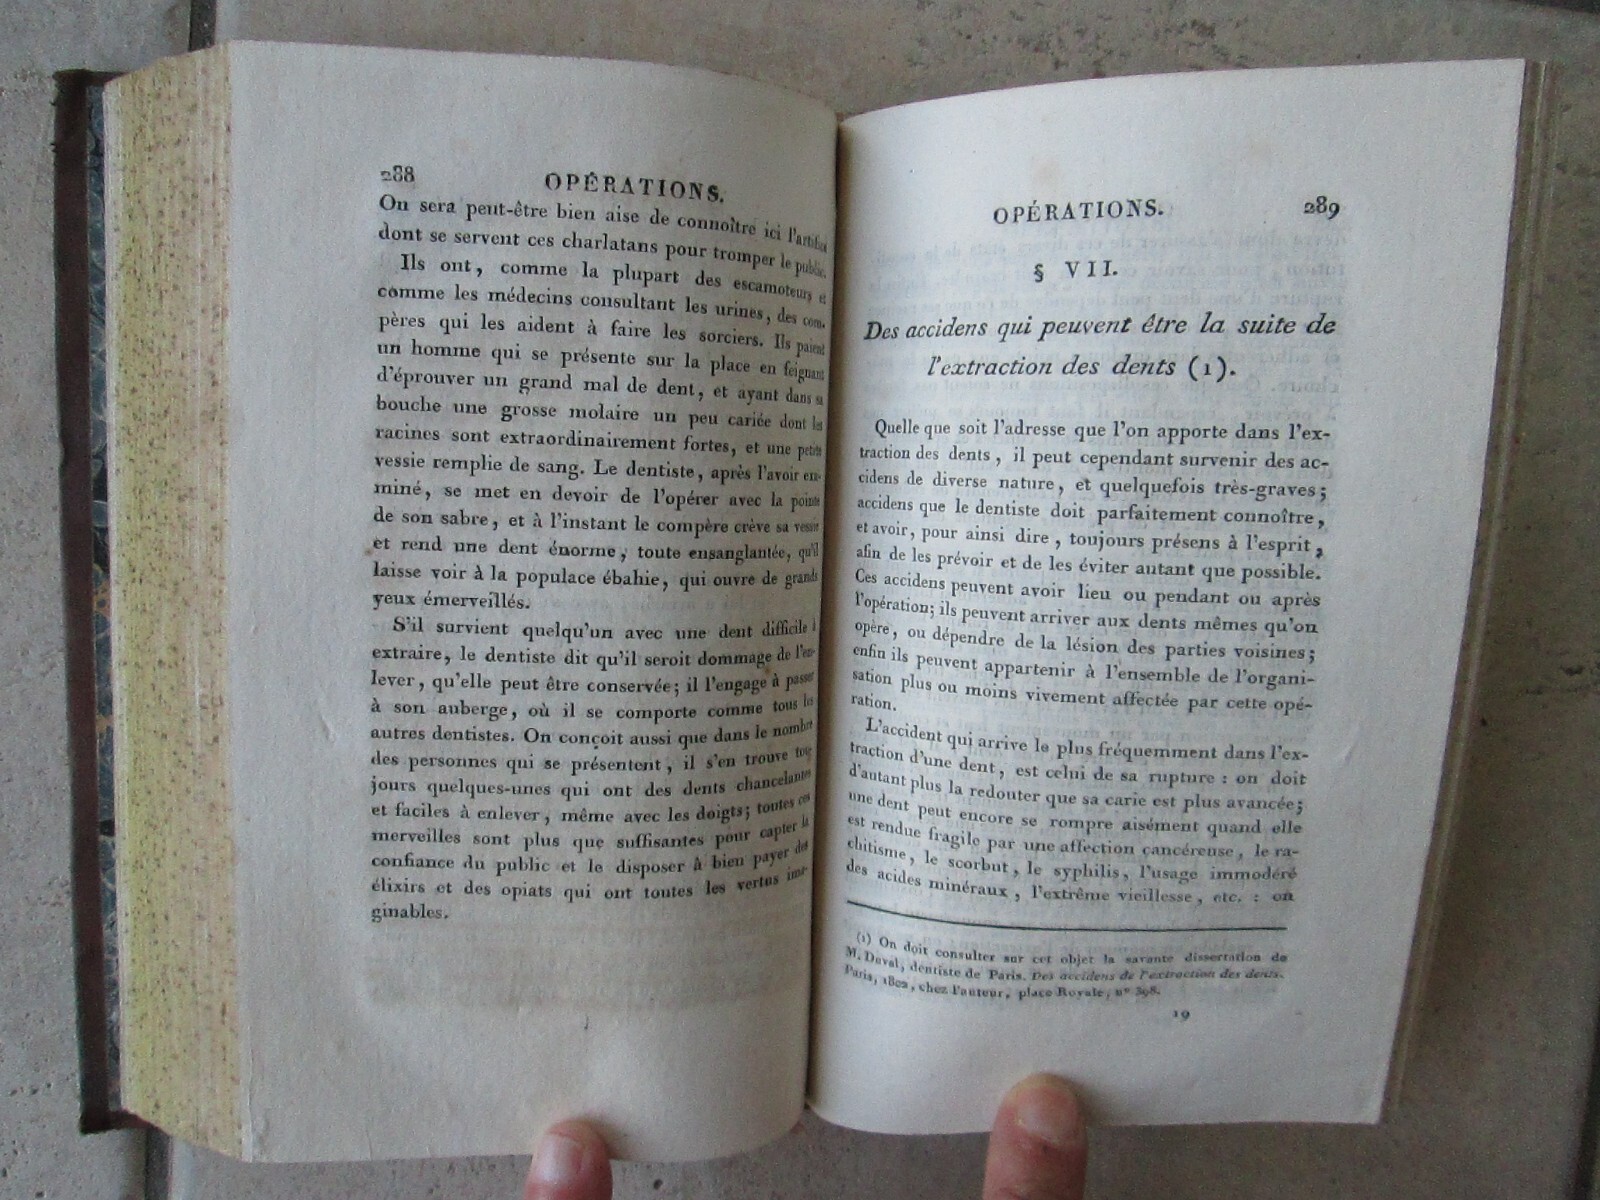 288 OPÉRATIONS.
On sera peut-être bien aise de connoître ici l'artifice
dont se servent ces charlatans pour tromper le public.
Ils ont, comme la plupart des escamoteurs et
comme les médecins consultant les urines, des com-
pères qui les aident à faire les sorciers. Ils paient
un homme qui se présente sur la place en feignant
d'éprouver un grand mal de dent, et ayant dans sa
bouche une grosse molaire un peu cariée dont les
racines sont extraordinairement fortes, et une petite
vessie remplie de sang. Le dentiste, après l'avoir exa-
miné, se met en devoir de l'opérer avec la pointe
de son sabre, et à l'instant le compère crève sa vessie
et rend une dent énorme, toute ensanglantée, qu'il
laisse voir à la populace ébahie, qui ouvre de grands
yeux émerveillés.
S'il survient quelqu'un avec une dent difficile à
extraire, le dentiste dit qu'il seroit dommage de l'en-
lever, qu'elle peut être conservée; il l'engage à passer
à son auberge, où il se comporte comme tous les
autres dentistes. On conçoit aussi que dans le nombre
des personnes qui se présentent, il s'en trouve tou-
jours quelques-unes qui ont des dents chancelantes
et faciles à enlever, même avec les doigts; toutes ces
merveilles sont plus que suffisantes pour capter la
confiance du public et le disposer à bien payer des
élixirs et des opiats qui ont toutes les vertus ima-
ginables.
OPÉRATIONS. 289
§ VII.
Des accidens qui peuvent être la suite de
l'extraction des dents (1).
Quelle que soit l'adresse que l'on apporte dans l'ex-
traction des dents, il peut cependant survenir des ac-
cidens de diverse nature, et quelquefois très-graves;
accidens que le dentiste doit parfaitement connoître,
et avoir, pour ainsi dire, toujours présens à l'esprit,
afin de les prévoir et de les éviter autant que possible.
Ces accidens peuvent avoir lieu ou pendant ou après
l'opération; ils peuvent arriver aux dents mêmes qu'on
opère, ou dépendre de la lésion des parties voisines;
enfin ils peuvent appartenir à l'ensemble de l'organi-
sation plus ou moins vivement affectée par cette opé-
ration.
L'accident qui arrive le plus fréquemment dans l'ex-
traction d'une dent, est celui de sa rupture : on doit
d'autant plus la redouter que sa carie est plus avancée;
une dent peut encore se rompre aisément quand elle
est rendue fragile par une affection cancéreuse, le ra-
chitisme, le scorbut, le syphilis, l'usage immodéré
des acides minéraux, l'extrême vieillesse, etc. : on
(1) On doit consulter sur cet objet la savante dissertation de
M. Duval, dentiste de Paris. Des accidens de l'extraction des dents.
Paris, 1802, chez l'auteur, place Royale, n° 398.
19